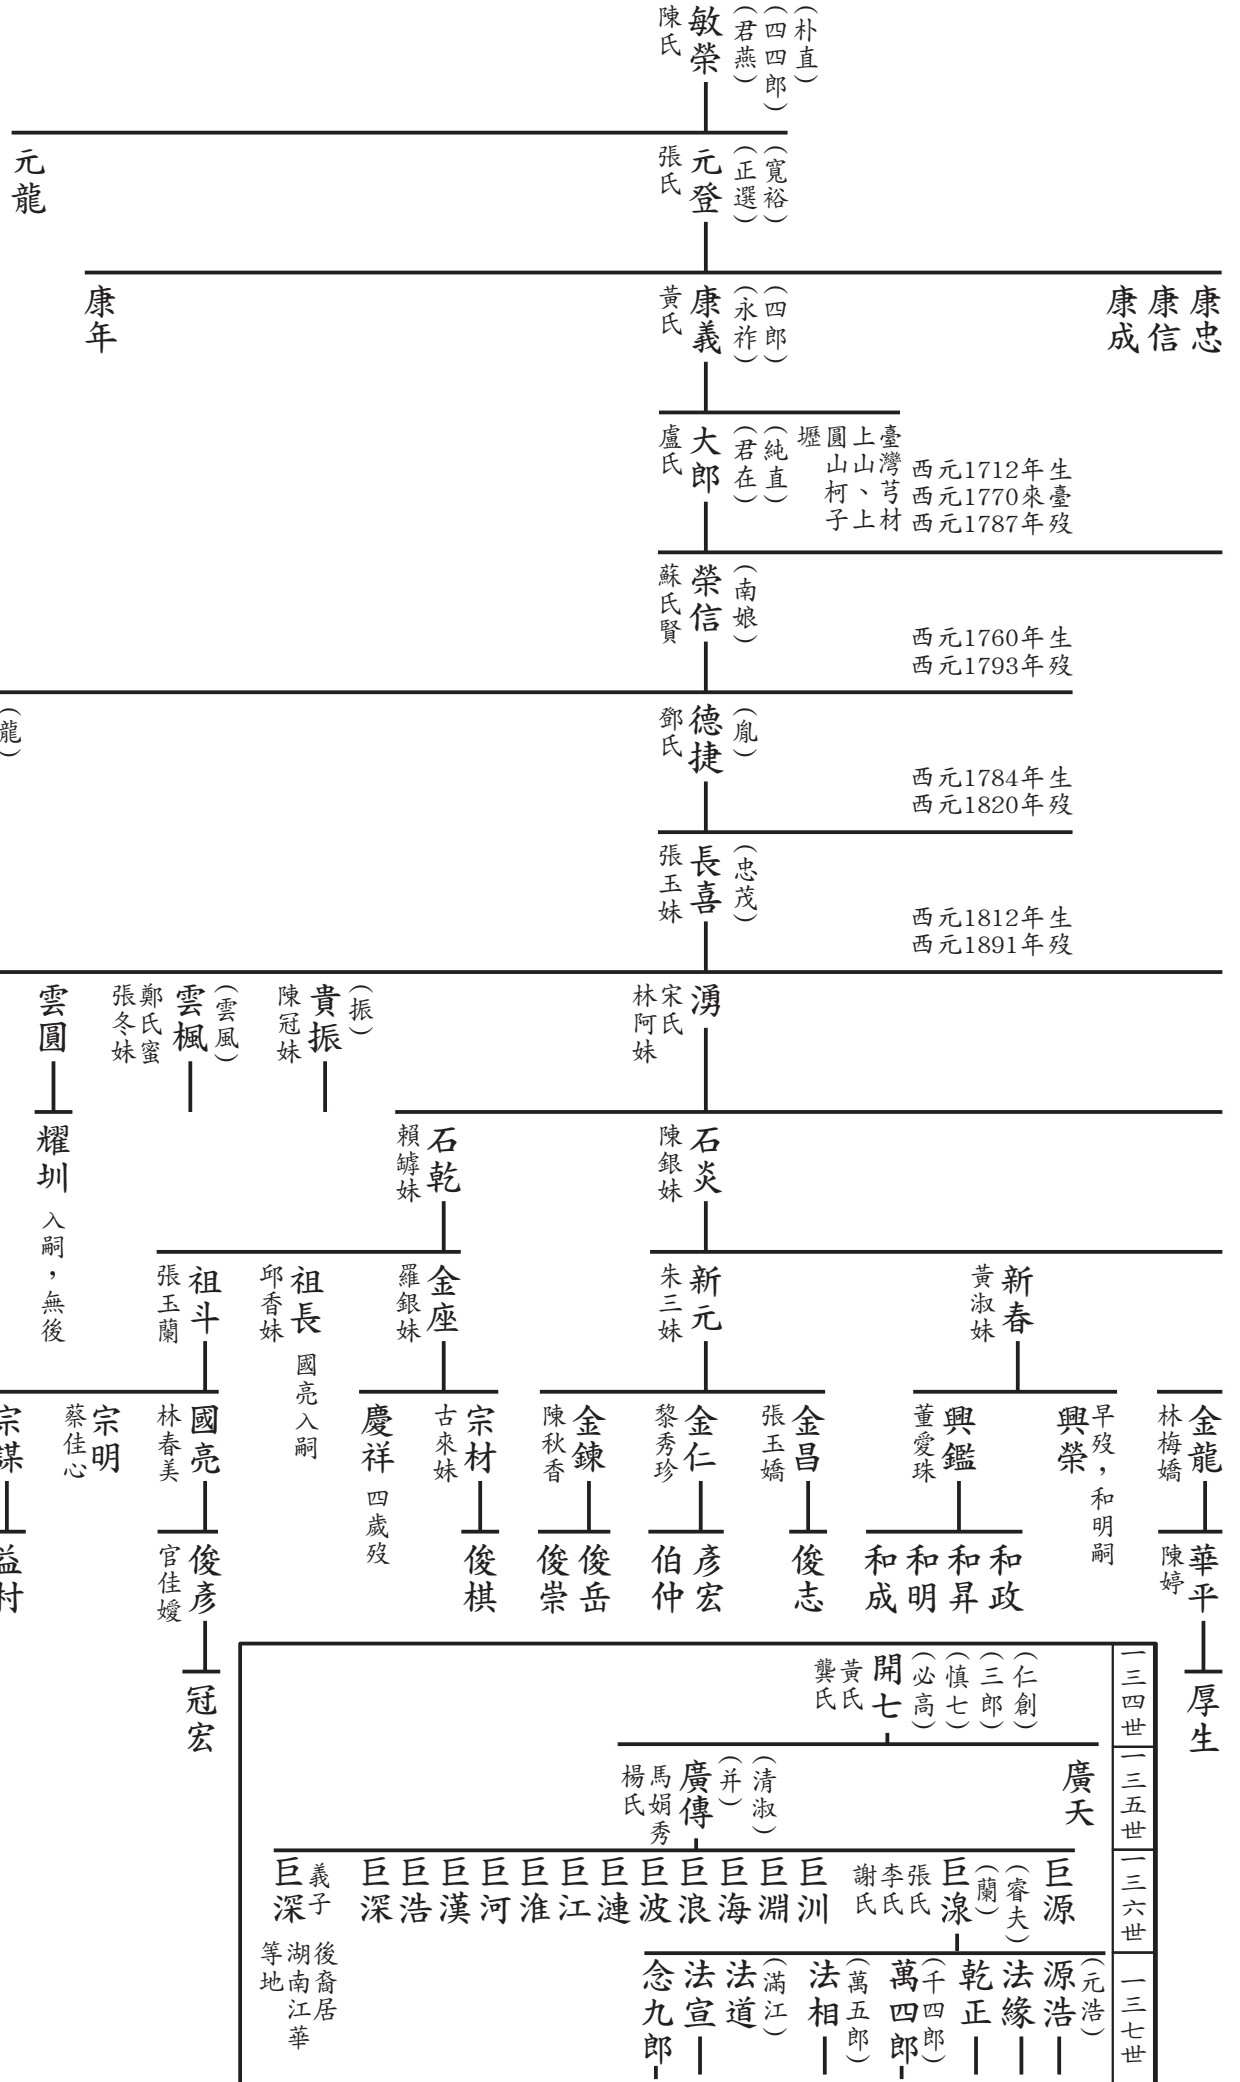 (朴直)
(四四郎)
(君燕)
敏榮
陳氏
(寬裕)
(正選)
元登
張氏
元龍
康忠
康信
康成
(四郎)
(永祚)
康義
黃氏
康年
西元1712年生
西元1770來臺
西元1787年歿
臺灣芎材
上山、上
圓山柯子
壢
(純直)
(君在)
大郎
盧氏
西元1760年生
西元1793年歿
(南娘)
榮信
蘇氏賢
西元1784年生
西元1820年歿
(胤)
德捷
鄧氏
(龍)
西元1812年生
西元1891年歿
(忠茂)
長喜
張玉妹
湧
宋氏
林阿妹
(振)
貴振
陳冠妹
(雲風)
雲楓
鄭氏蜜
張冬妹
雲圓
石炎
陳銀妹
石乾
賴罅妹
耀圳 入嗣，無後
新春
黃淑妹
新元
朱三妹
金座
羅銀妹
祖長 國亮入嗣
邱香妹
祖斗
張玉蘭
金龍
林梅嬌
早歿，和明嗣
興榮
興鑑
董愛珠
金昌
張玉嬌
金仁
黎秀珍
金鍊
陳秋香
宗材
古來妹
慶祥 四歲歿
國亮
林春美
宗明
蔡佳心
宗謀
華平
陳婷
和政
和昇
和明
和成
俊志
彥宏
伯仲
俊岳
俊崇
俊棋
俊彥
官佳嬡
益村
厚生
冠宏
一三四世
(仁創)
(三郎)
(慎七)
(必高)
開七
黃氏
龔氏
一三五世
廣天
(清淑)
(并)
廣傳
馬娟秀
楊氏
一三六世
巨源
(睿夫)
(蘭)
巨湶
張氏
李氏
謝氏
巨汌
巨淵
巨海
巨浪
巨波
巨漣
巨江
巨淮
巨河
巨漢
巨浩
巨深
義子
巨深
後裔居
湖南江華
等地
一三七世
(元浩)
源浩
法緣
乾正
(千四郎)
萬四郎
(萬五郎)
法相
(滿江)
法道
法宣
念九郎